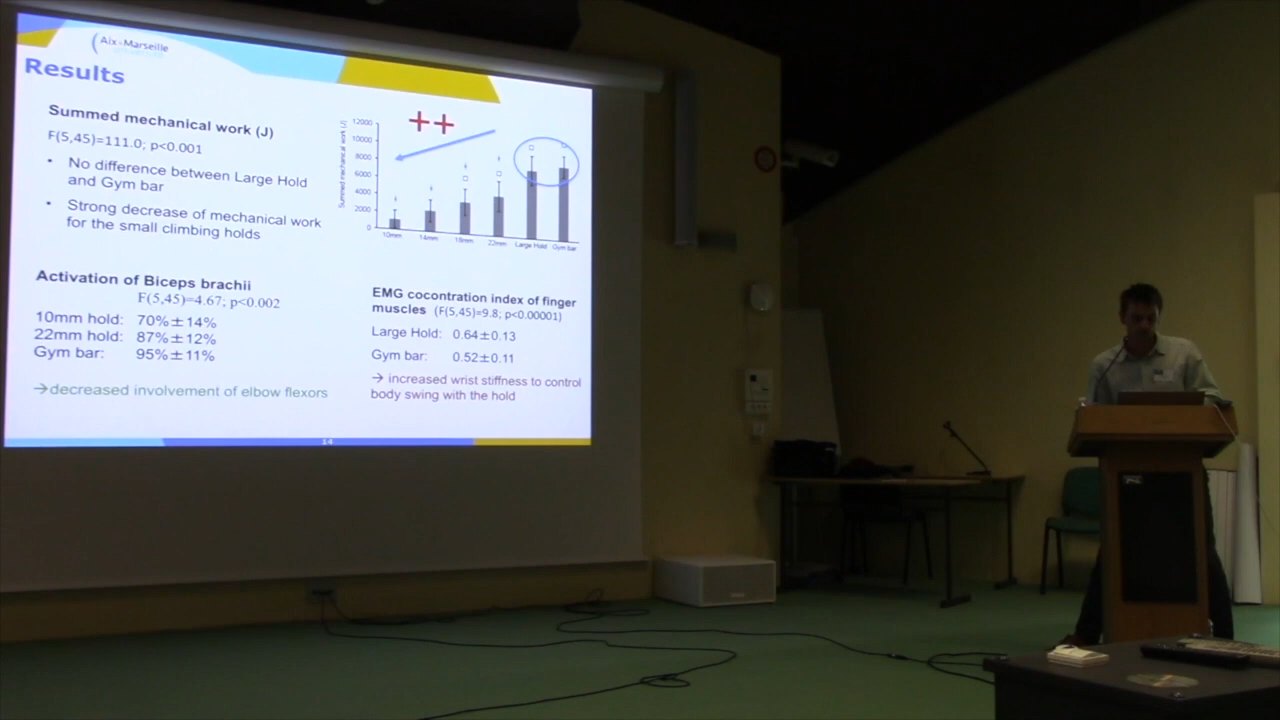 Aix*Marseille
Results
Summed mechanical work (J)
F(5,45)=111.0; p<0.001
• No difference between Large Hold
and Gym bar
• Strong decrease of mechanical work
for the small climbing holds
++
Summed mechanical work (J)
12000
10000
8000
6000
4000
2000
0
10mm 14mm 18mm 22mm Large Hold Gym bar
Activation of Biceps brachii
F(5,45)=4.67; p<0.002
10mm hold: 70%±14%
22mm hold: 87%±12%
Gym bar: 95%±11%
→decreased involvement of elbow flexors
EMG cocontration index of finger
muscles (F(5,45)=9.8; p<0.00001)
Large Hold: 0.64±0.13
Gym bar: 0.52±0.11
→ increased wrist stiffness to control
body swing with the hold
14